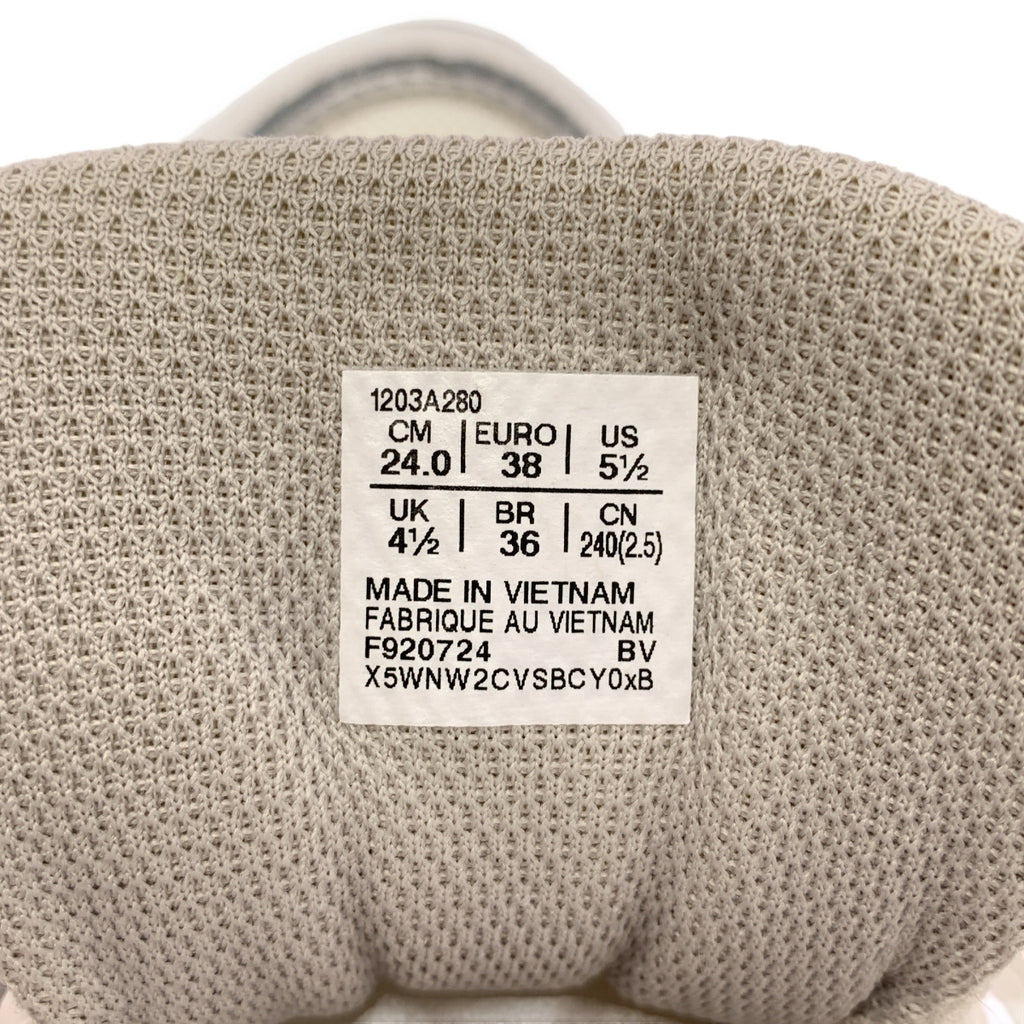 1203A280
CM | EURO | US
24.0 | 38 | 5½
UK | BR | CN
4½ | 36 | 240(2.5)
MADE IN VIETNAM
FABRIQUE AU VIETNAM
F920724 BV
X5WNW2CVSBCY0xB